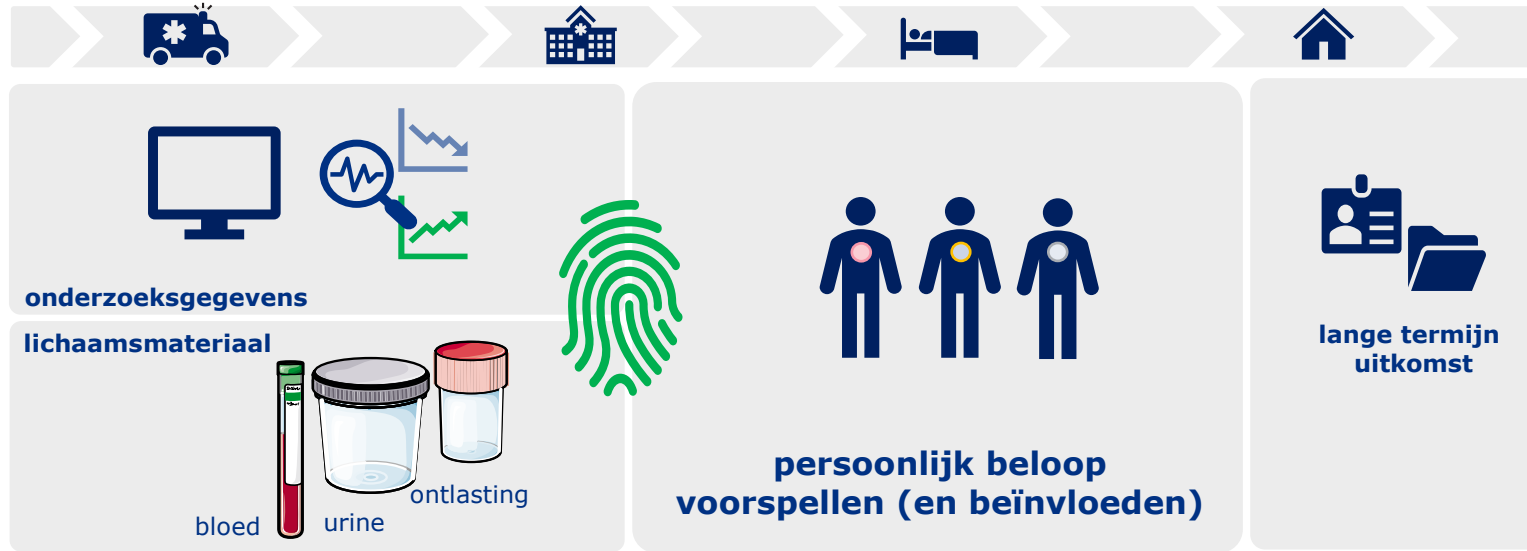 onderzoeksgegevens
lichaamsmateriaal
bloed
urine
ontlasting
persoonlijk beloop
voorspellen (en beïnvloeden)
lange termijn
uitkomst